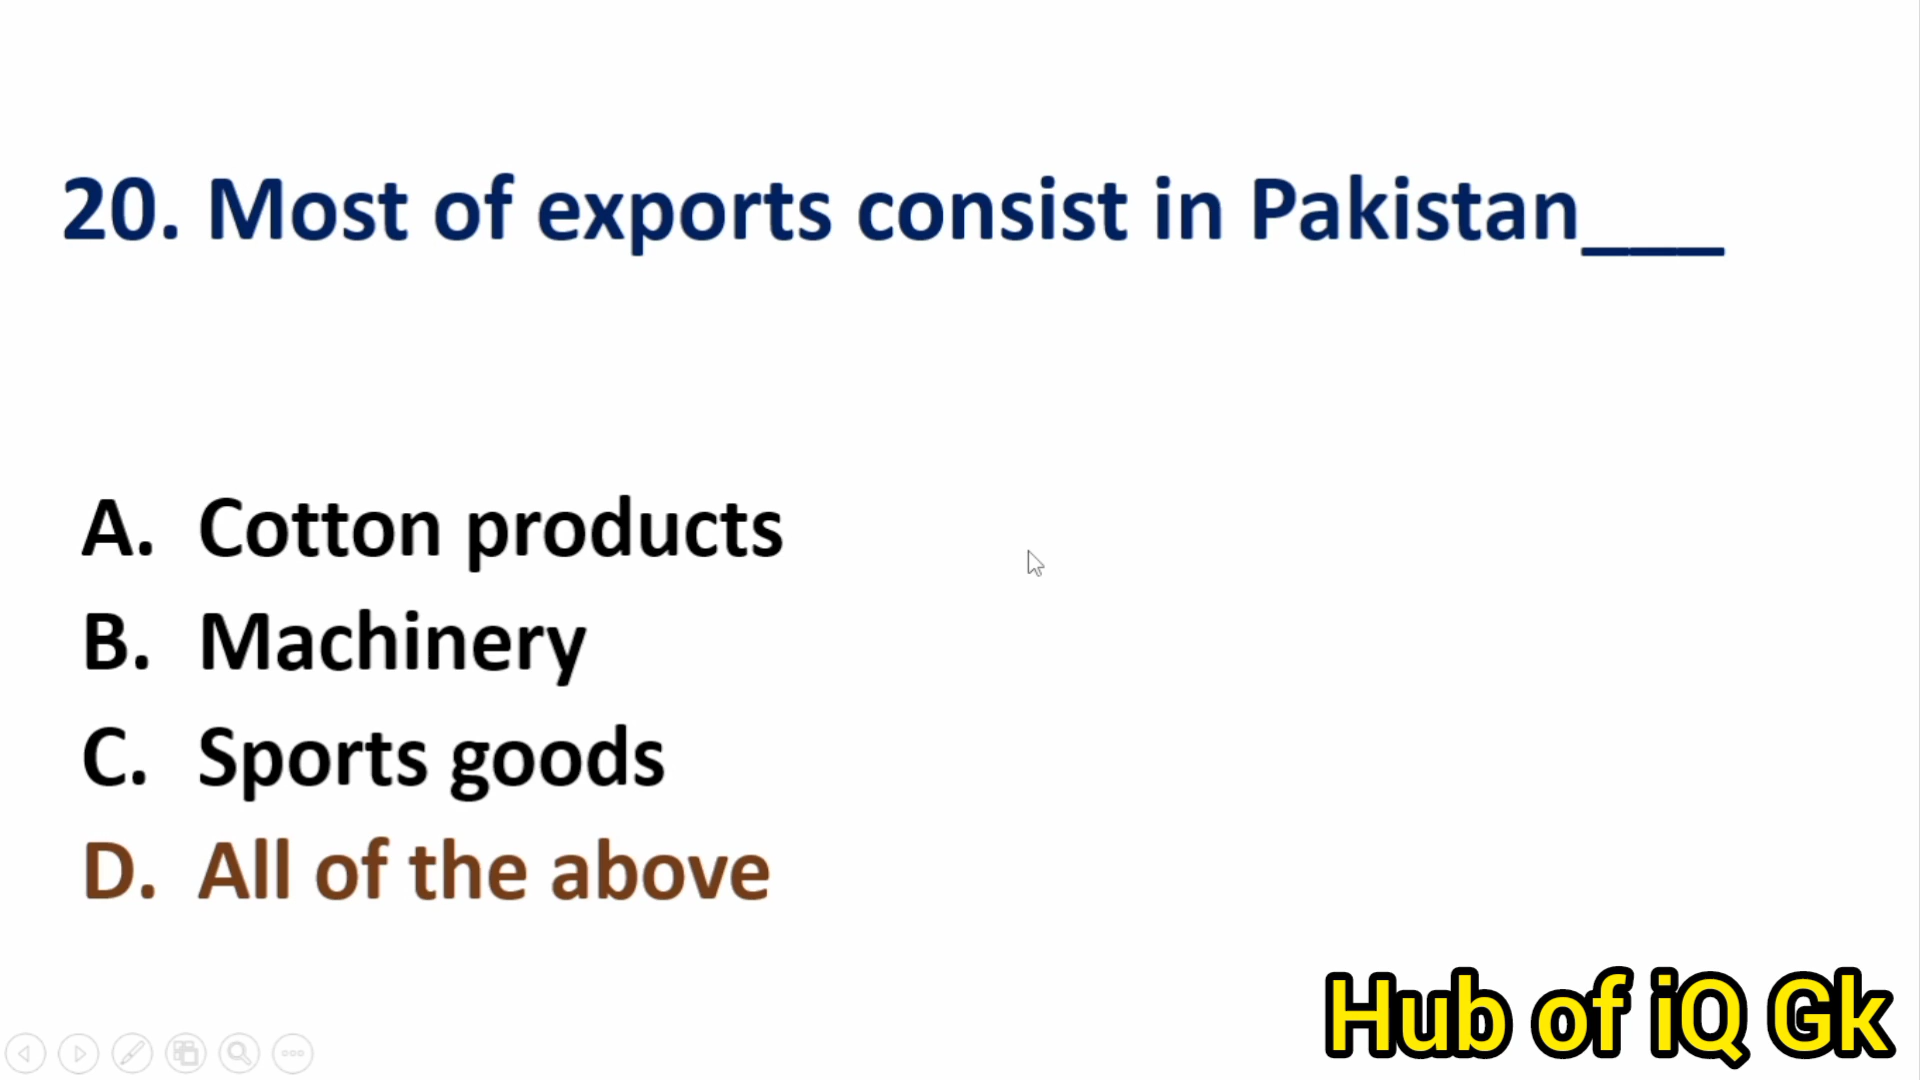 20. Most of exports consist in Pakistan___
A. Cotton products
B. Machinery
C. Sports goods
D. All of the above
Hub of iQ Gk